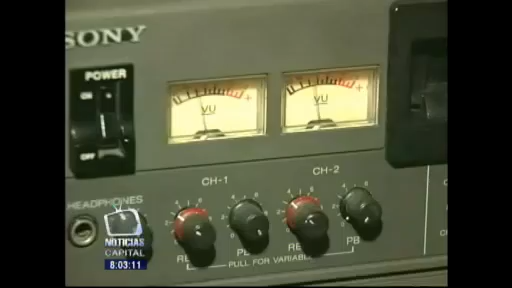 SONY
POWER
ON
OFF
VU
VU
CH-1
CH-2
HEADPHONES
REC
PB
REC
PB
PULL FOR VARIABLE
NOTICIAS
CAPITAL
8:03:11